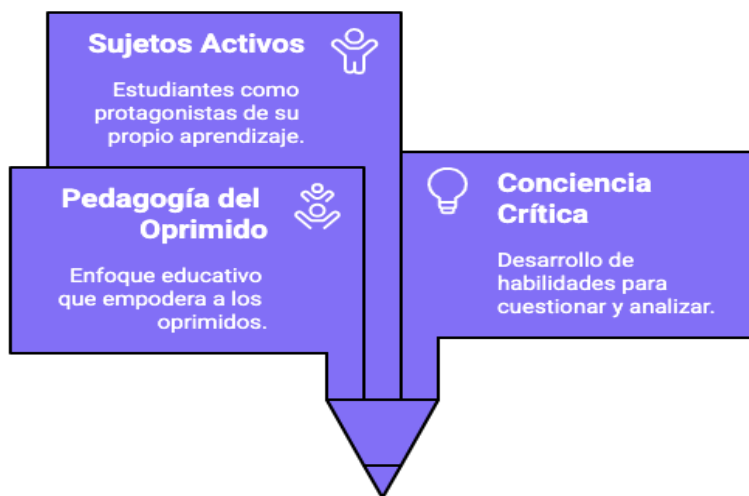 Sujetos Activos
Estudiantes como
protagonistas de su
propio aprendizaje.
Pedagogía del
Oprimido
Enfoque educativo
que empodera a los
oprimidos.
Conciencia
Crítica
Desarrollo de
habilidades para
cuestionar y analizar.